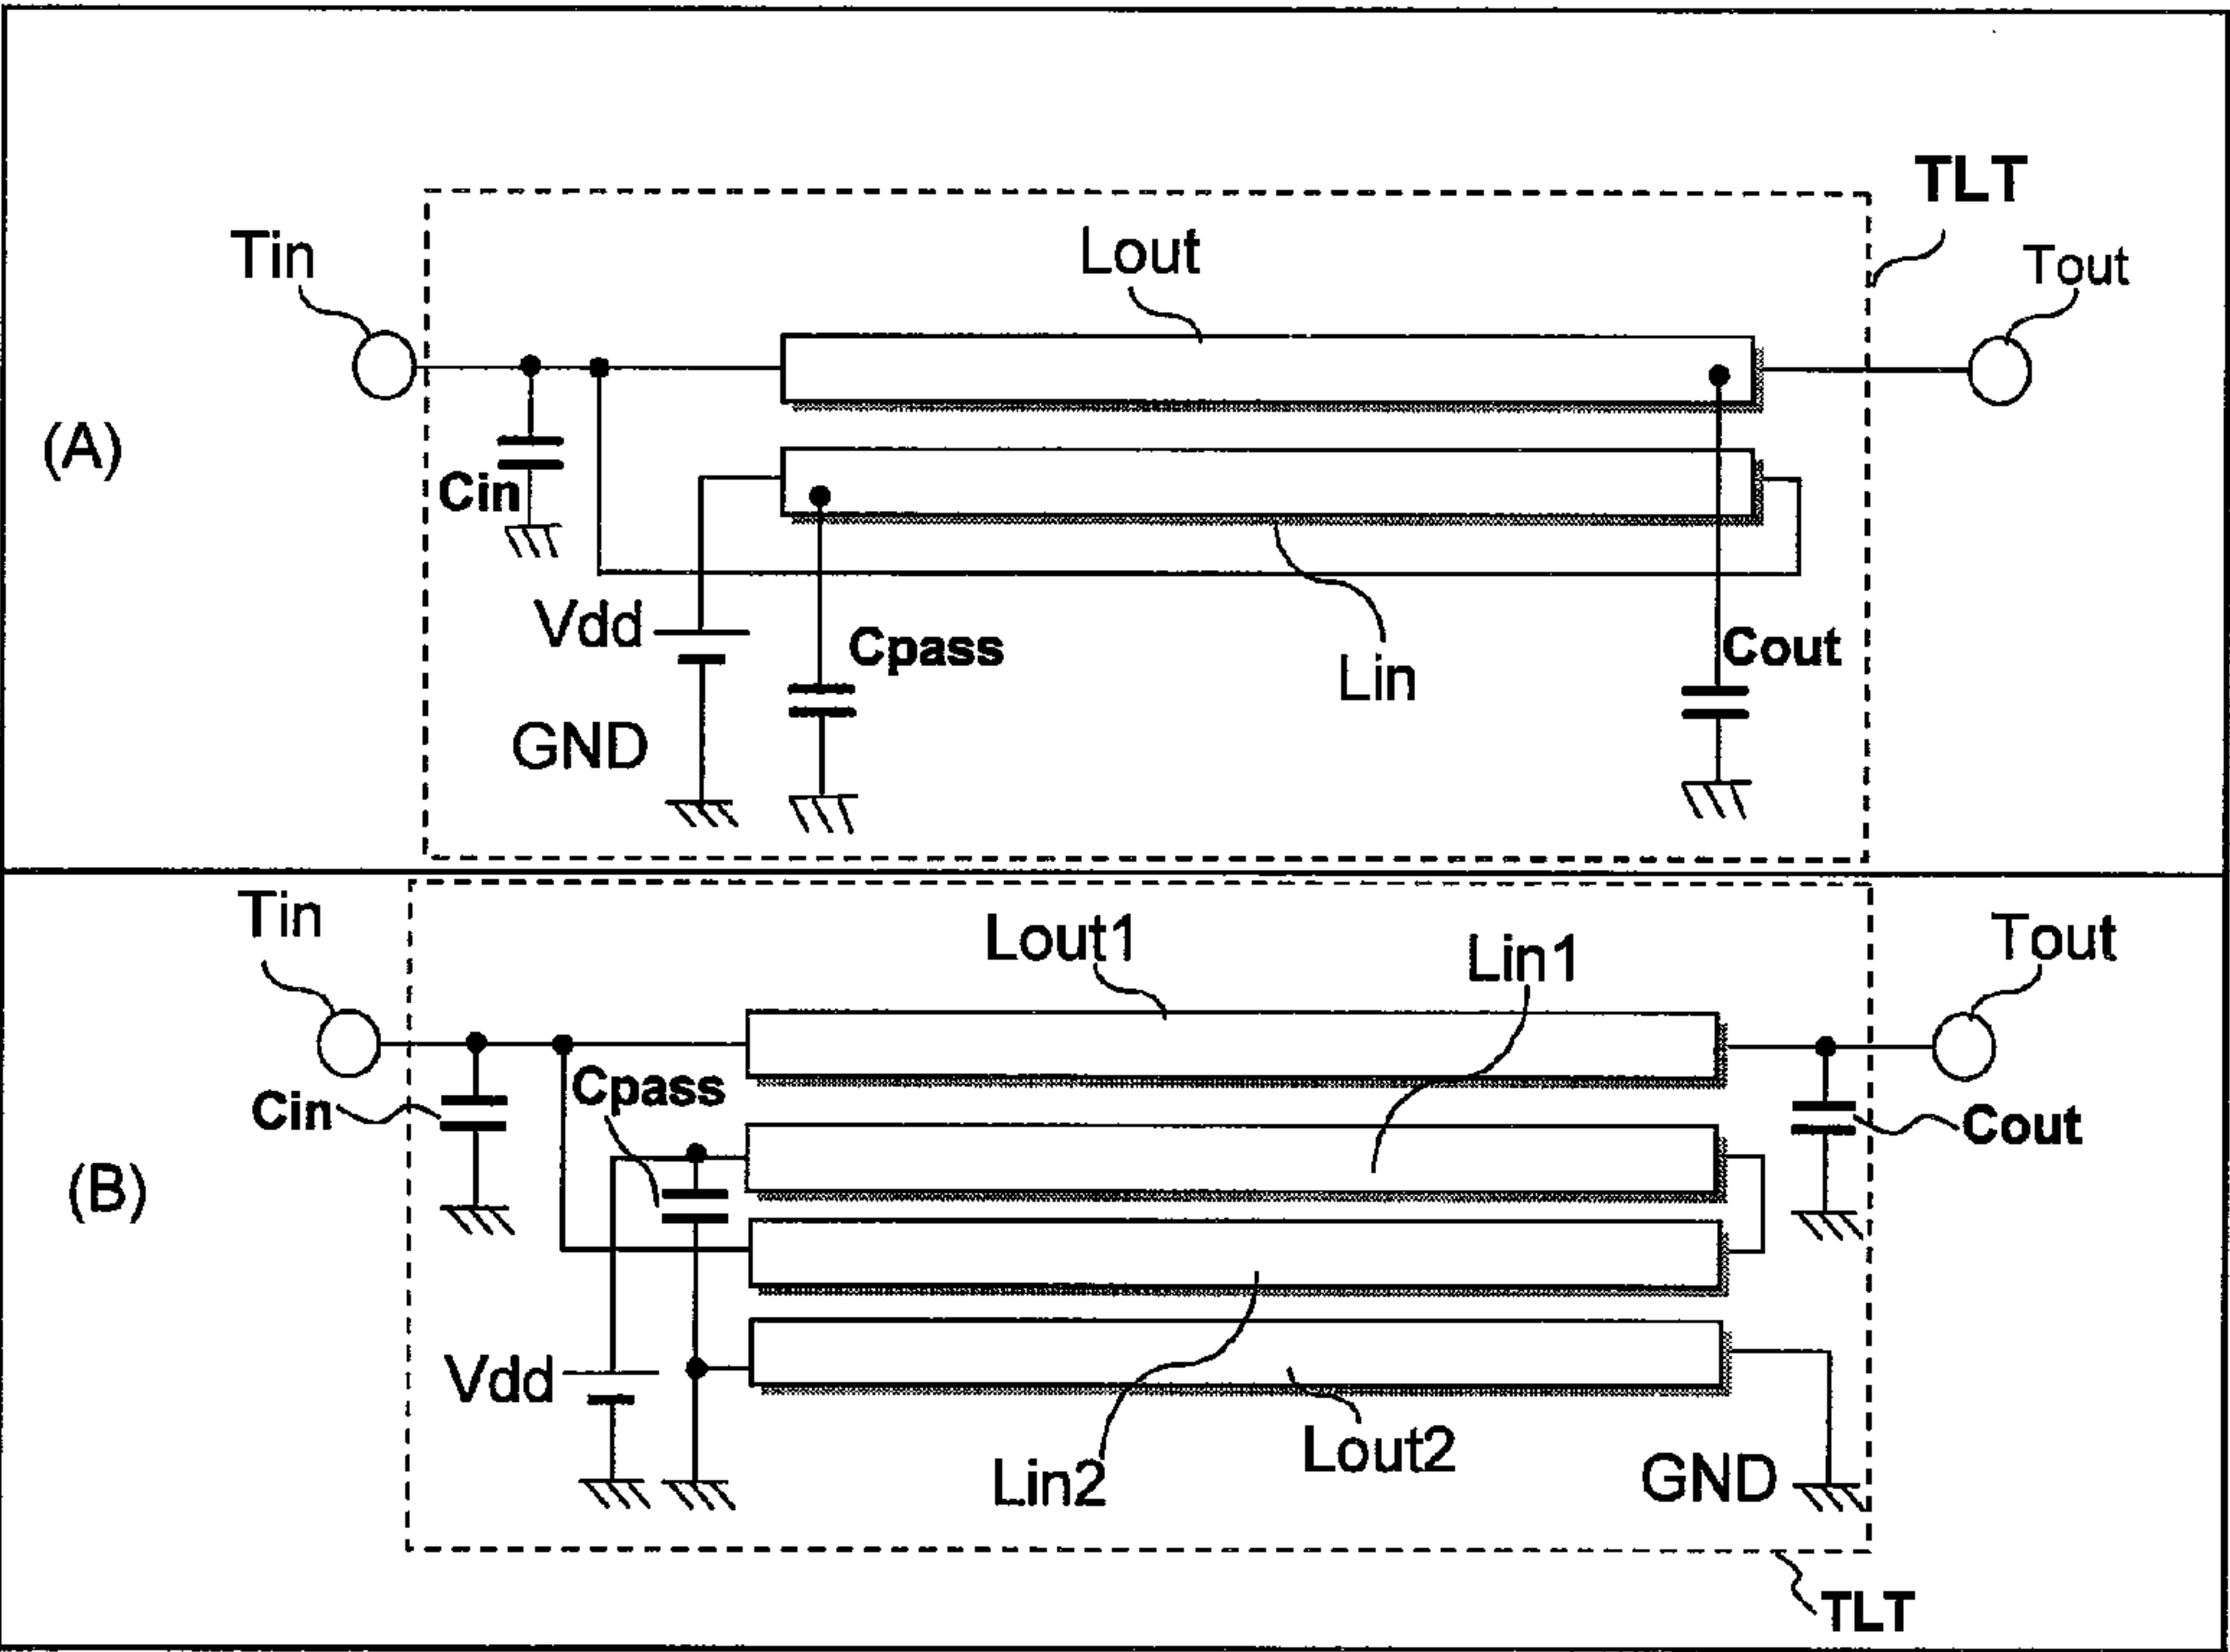 TLT
Tin
Lout
Tout
(A)
Cin
Vdd
Cpass
Lin
Cout
GND
Tin
Lout1
Lin1
Tout
Cin
Cpass
Cout
(B)
Vdd
Lin2
Lout2
GND
TLT